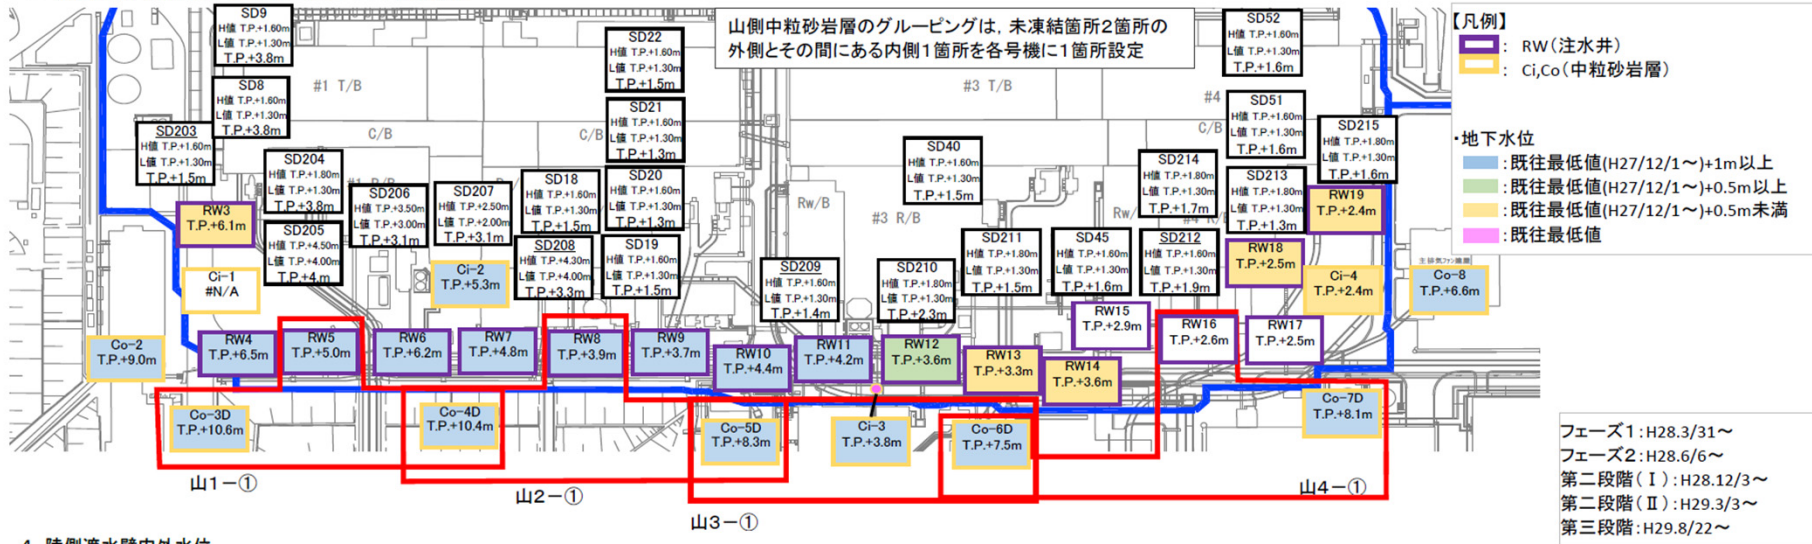 山側中粒砂岩層のグルーピングは，未凍結箇所2箇所の
外側とその間にある内側1箇所を各号機に1箇所設定
【凡例】
： RW（注水井）
： Ci,Co（中粒砂岩層）
・地下水位
：既往最低値(H27/12/1～)+1m以上
：既往最低値(H27/12/1～)+0.5m以上
：既往最低値(H27/12/1～)+0.5m未満
：既往最低値
SD9
H値 T.P.+1.60m
L値 T.P.+1.30m
T.P.+3.8m
SD8
H値 T.P.+1.60m
L値 T.P.+1.30m
T.P.+3.8m
SD203
H値 T.P.+1.60m
L値 T.P.+1.30m
T.P.+1.5m
SD204
H値 T.P.+1.80m
L値 T.P.+1.30m
T.P.+3.8m
SD205
H値 T.P.+4.50m
L値 T.P.+4.00m
T.P.+4.m
SD206
H値 T.P.+3.50m
L値 T.P.+3.00m
T.P.+3.1m
SD207
H値 T.P.+2.50m
L値 T.P.+2.00m
T.P.+3.1m
SD18
H値 T.P.+1.60m
L値 T.P.+1.30m
T.P.+1.5m
SD208
H値 T.P.+4.30m
L値 T.P.+4.00m
T.P.+3.3m
SD22
H値 T.P.+1.60m
L値 T.P.+1.30m
T.P.+1.5m
SD21
H値 T.P.+1.60m
L値 T.P.+1.30m
T.P.+1.3m
SD20
H値 T.P.+1.60m
L値 T.P.+1.30m
T.P.+1.3m
SD19
H値 T.P.+1.60m
L値 T.P.+1.30m
T.P.+1.5m
SD209
H値 T.P.+1.60m
L値 T.P.+1.30m
T.P.+1.4m
SD40
H値 T.P.+1.60m
L値 T.P.+1.30m
T.P.+1.5m
SD210
H値 T.P.+1.80m
L値 T.P.+1.30m
T.P.+2.3m
SD211
H値 T.P.+1.80m
L値 T.P.+1.30m
T.P.+1.5m
SD45
H値 T.P.+1.60m
L値 T.P.+1.30m
T.P.+1.6m
SD214
H値 T.P.+1.80m
L値 T.P.+1.30m
T.P.+1.7m
SD212
H値 T.P.+1.60m
L値 T.P.+1.30m
T.P.+1.9m
SD52
H値 T.P.+1.60m
L値 T.P.+1.30m
T.P.+1.6m
SD51
H値 T.P.+1.60m
L値 T.P.+1.30m
T.P.+1.6m
SD213
H値 T.P.+1.80m
L値 T.P.+1.30m
T.P.+1.3m
SD215
H値 T.P.+1.80m
L値 T.P.+1.30m
T.P.+1.6m
#1 T/B
C/B
C/B
#3 T/B
Rw/B
#3 R/B
#4
C/B
Rw/
主排気ファン建屋
RW3
T.P.+6.1m
Ci-1
#N/A
Ci-2
T.P.+5.3m
RW19
T.P.+2.4m
RW18
T.P.+2.5m
Ci-4
T.P.+2.4m
Co-8
T.P.+6.6m
Co-2
T.P.+9.0m
RW4
T.P.+6.5m
RW5
T.P.+5.0m
RW6
T.P.+6.2m
RW7
T.P.+4.8m
RW8
T.P.+3.9m
RW9
T.P.+3.7m
RW10
T.P.+4.4m
RW11
T.P.+4.2m
RW12
T.P.+3.6m
RW13
T.P.+3.3m
RW14
T.P.+3.6m
RW15
T.P.+2.9m
RW16
T.P.+2.6m
RW17
T.P.+2.5m
Co-3D
T.P.+10.6m
Co-4D
T.P.+10.4m
Co-5D
T.P.+8.3m
Ci-3
T.P.+3.8m
Co-6D
T.P.+7.5m
Co-7D
T.P.+8.1m
山1－①
山2－①
山3－①
山4－①
フェーズ1：H28.3/31～
フェーズ2：H28.6/6～
第二段階（Ⅰ）：H28.12/3～
第二段階（Ⅱ）：H29.3/3～
第三段階：H29.8/22～